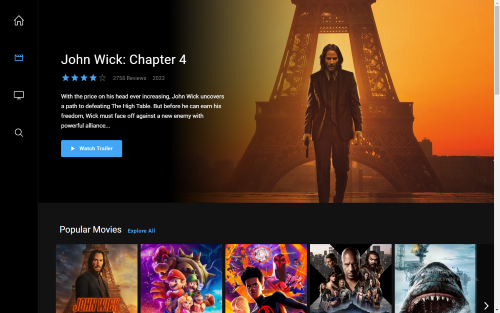 John Wick: Chapter 4
2758 Reviews 2023
With the price on his head ever increasing, John Wick uncovers
a path to defeating The High Table. But before he can earn his
freedom, Wick must face off against a new enemy with
powerful alliance...
Watch Trailer
Popular Movies Explore All
JOHN WICK